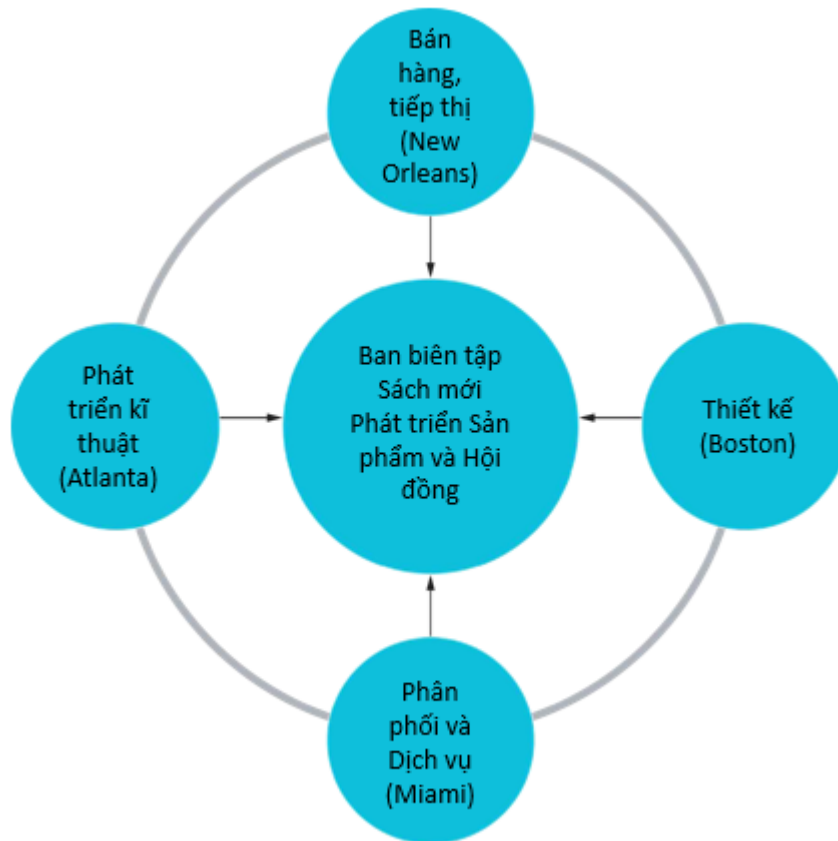 Bán
hàng,
tiếp thị
(New
Orleans)
Phát
triển kĩ
thuật
(Atlanta)
Ban biên tập
Sách mới
Phát triển Sản
phẩm và Hội
đồng
Thiết kế
(Boston)
Phân
phối và
Dịch vụ
(Miami)